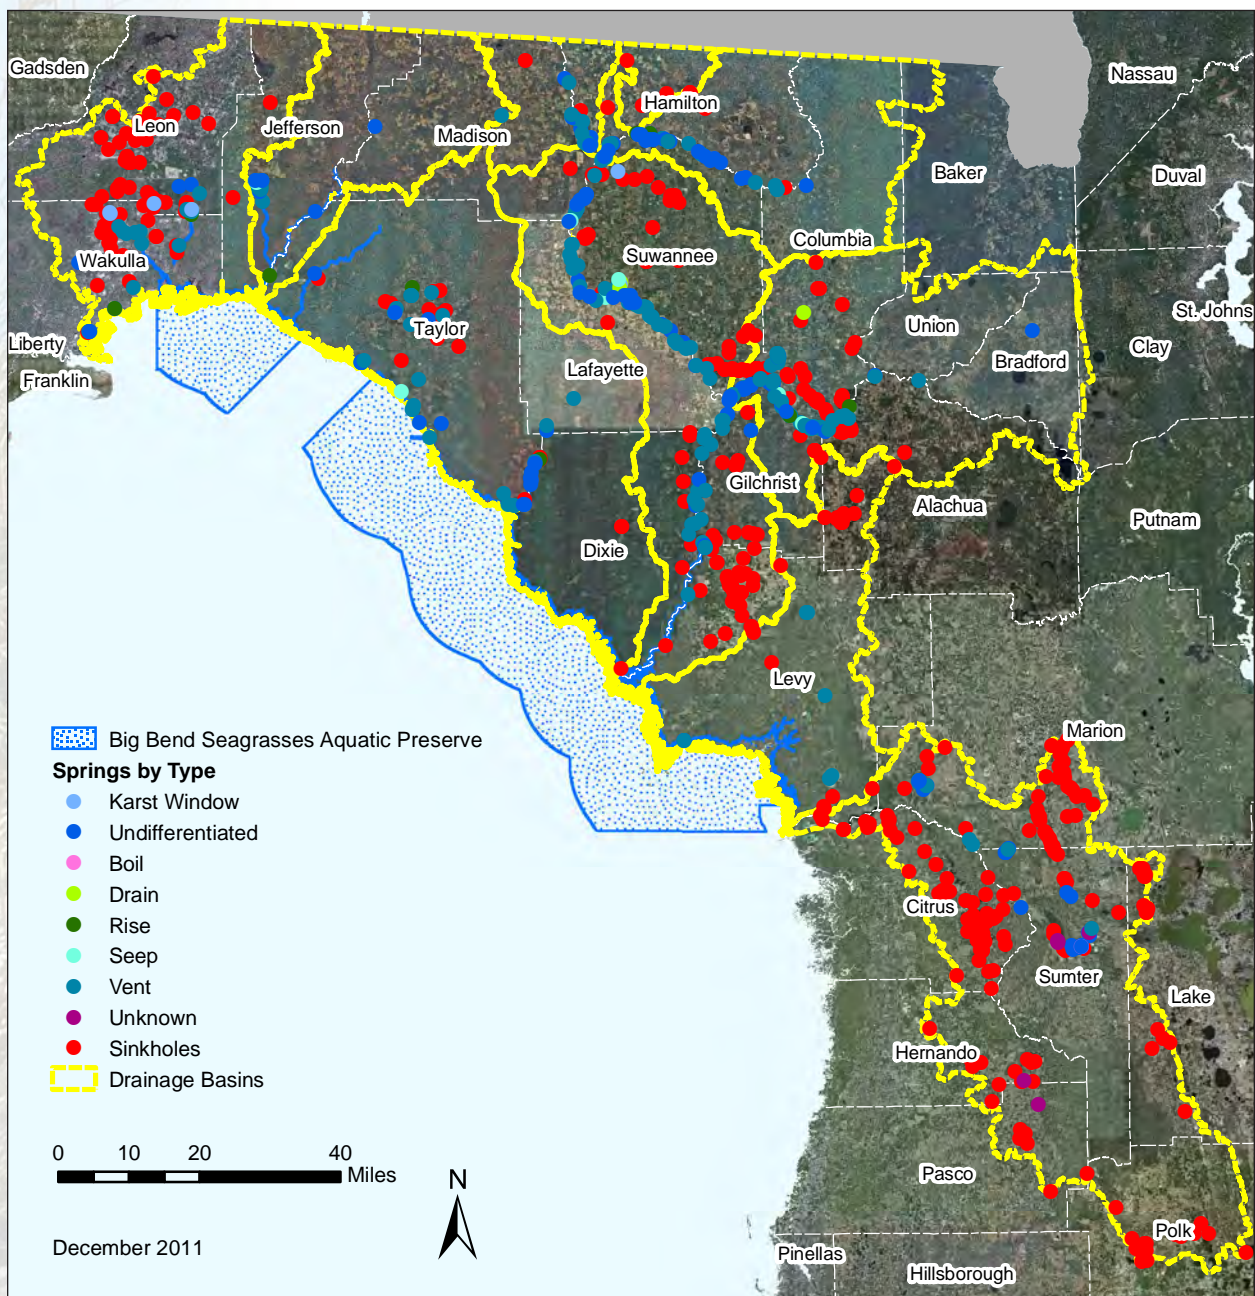 Gadsden
Nassau
Hamilton
Leon
Jefferson
Madison
Baker
Duval
Columbia
Suwannee
Wakulla
St. Johns
Union
Taylor
Liberty
Clay
Bradford
Lafayette
Franklin
Gilchrist
Alachua
Putnam
Dixie
Levy
Marion
Big Bend Seagrasses Aquatic Preserve
Springs by Type
Karst Window
Undifferentiated
Boil
Drain
Rise
Seep
Vent
Unknown
Sinkholes
Drainage Basins
Citrus
Sumter
Lake
Hernando
Pasco
Polk
Pinellas
Hillsborough
0 10 20 40
Miles
N
December 2011